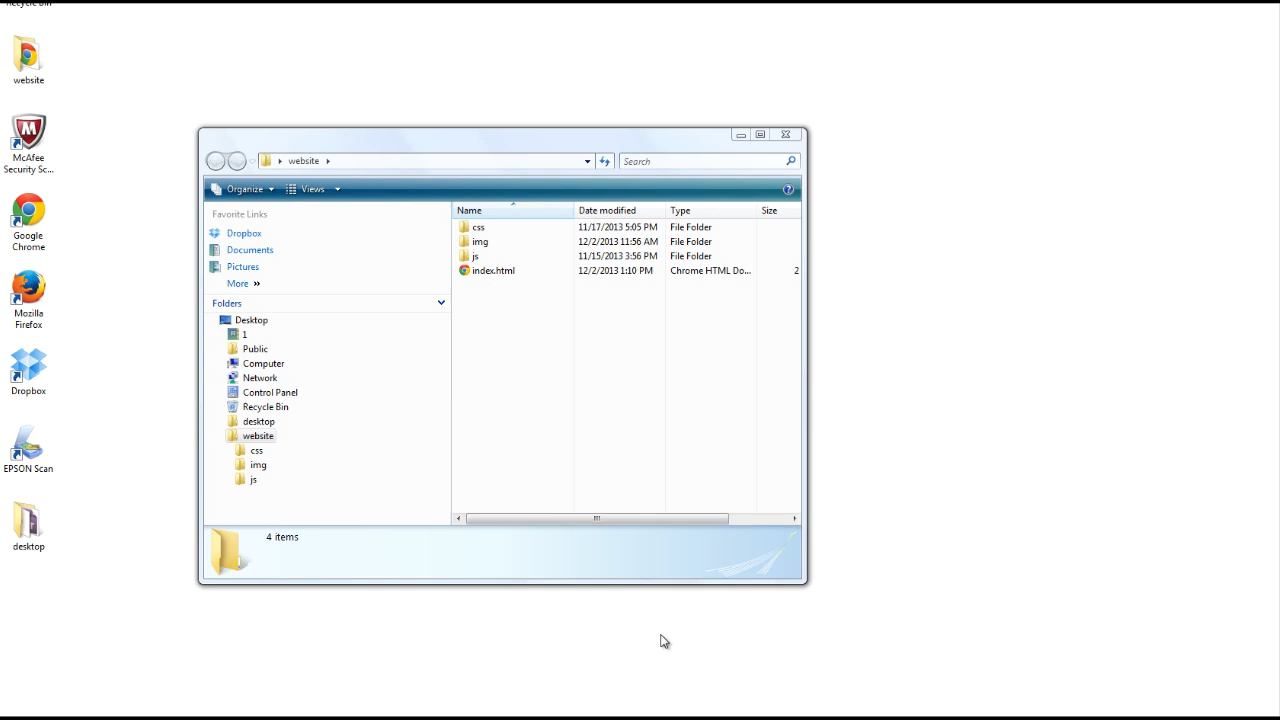 Recycle Bin
website
McAfee
Security Sc...
Google
Chrome
Mozilla
Firefox
Dropbox
EPSON Scan
desktop
website
Search
Organize Views
Favorite Links
Dropbox
Documents
Pictures
More »
Folders
Desktop
1
Public
Computer
Network
Control Panel
Recycle Bin
desktop
website
css
img
js
Name Date modified Type Size
css 11/17/2013 5:05 PM File Folder
img 12/2/2013 11:56 AM File Folder
js 11/15/2013 3:56 PM File Folder
index.html 12/2/2013 1:10 PM Chrome HTML Do... 2
4 items